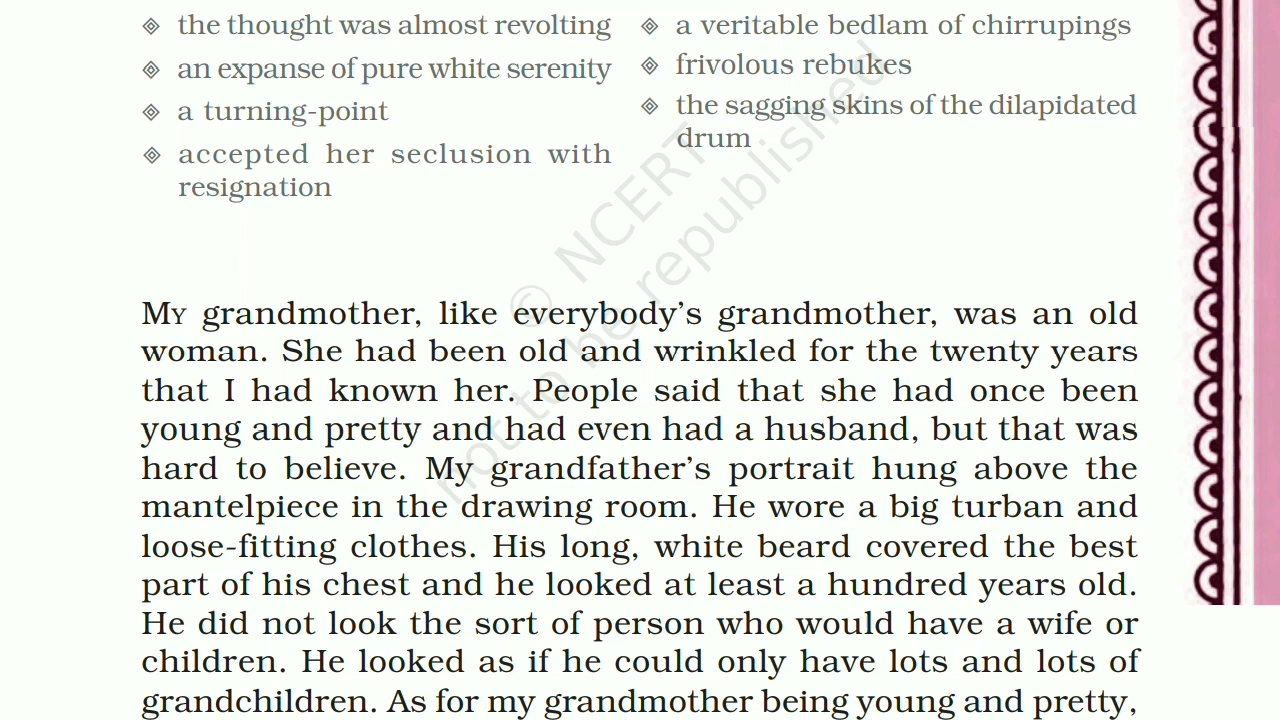 the thought was almost revolting
an expanse of pure white serenity
a turning-point
accepted her seclusion with
resignation
a veritable bedlam of chirrupings
frivolous rebukes
the sagging skins of the dilapidated
drum
© NCERT
not to be republished
My grandmother, like everybody's grandmother, was an old
woman. She had been old and wrinkled for the twenty years
that I had known her. People said that she had once been
young and pretty and had even had a husband, but that was
hard to believe. My grandfather's portrait hung above the
mantelpiece in the drawing room. He wore a big turban and
loose-fitting clothes. His long, white beard covered the best
part of his chest and he looked at least a hundred years old.
He did not look the sort of person who would have a wife or
children. He looked as if he could only have lots and lots of
grandchildren. As for my grandmother being young and pretty,